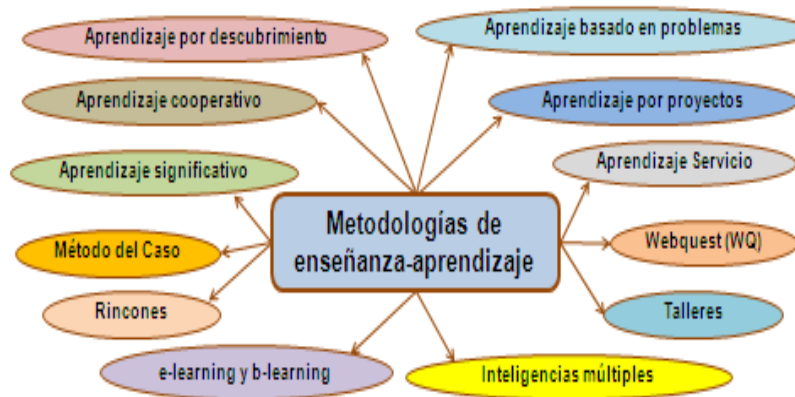 Aprendizaje por descubrimiento
Aprendizaje basado en problemas
Aprendizaje cooperativo
Aprendizaje por proyectos
Aprendizaje significativo
Aprendizaje Servicio
Metodologías de
enseñanza-aprendizaje
Método del Caso
Webquest (WQ)
Rincones
Talleres
e-learning y b-learning
Inteligencias múltiples